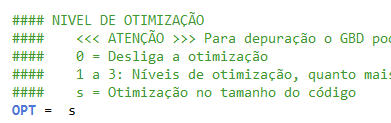 #### NIVEL DE OTIMIZAÇÃO
####    <<< ATENÇÃO >>> Para depuração o GBD
####    0 = Desliga a otimização
####    1 a 3: Níveis de otimização, quanto mais
####    s = Otimização no tamanho do código
OPT =  s